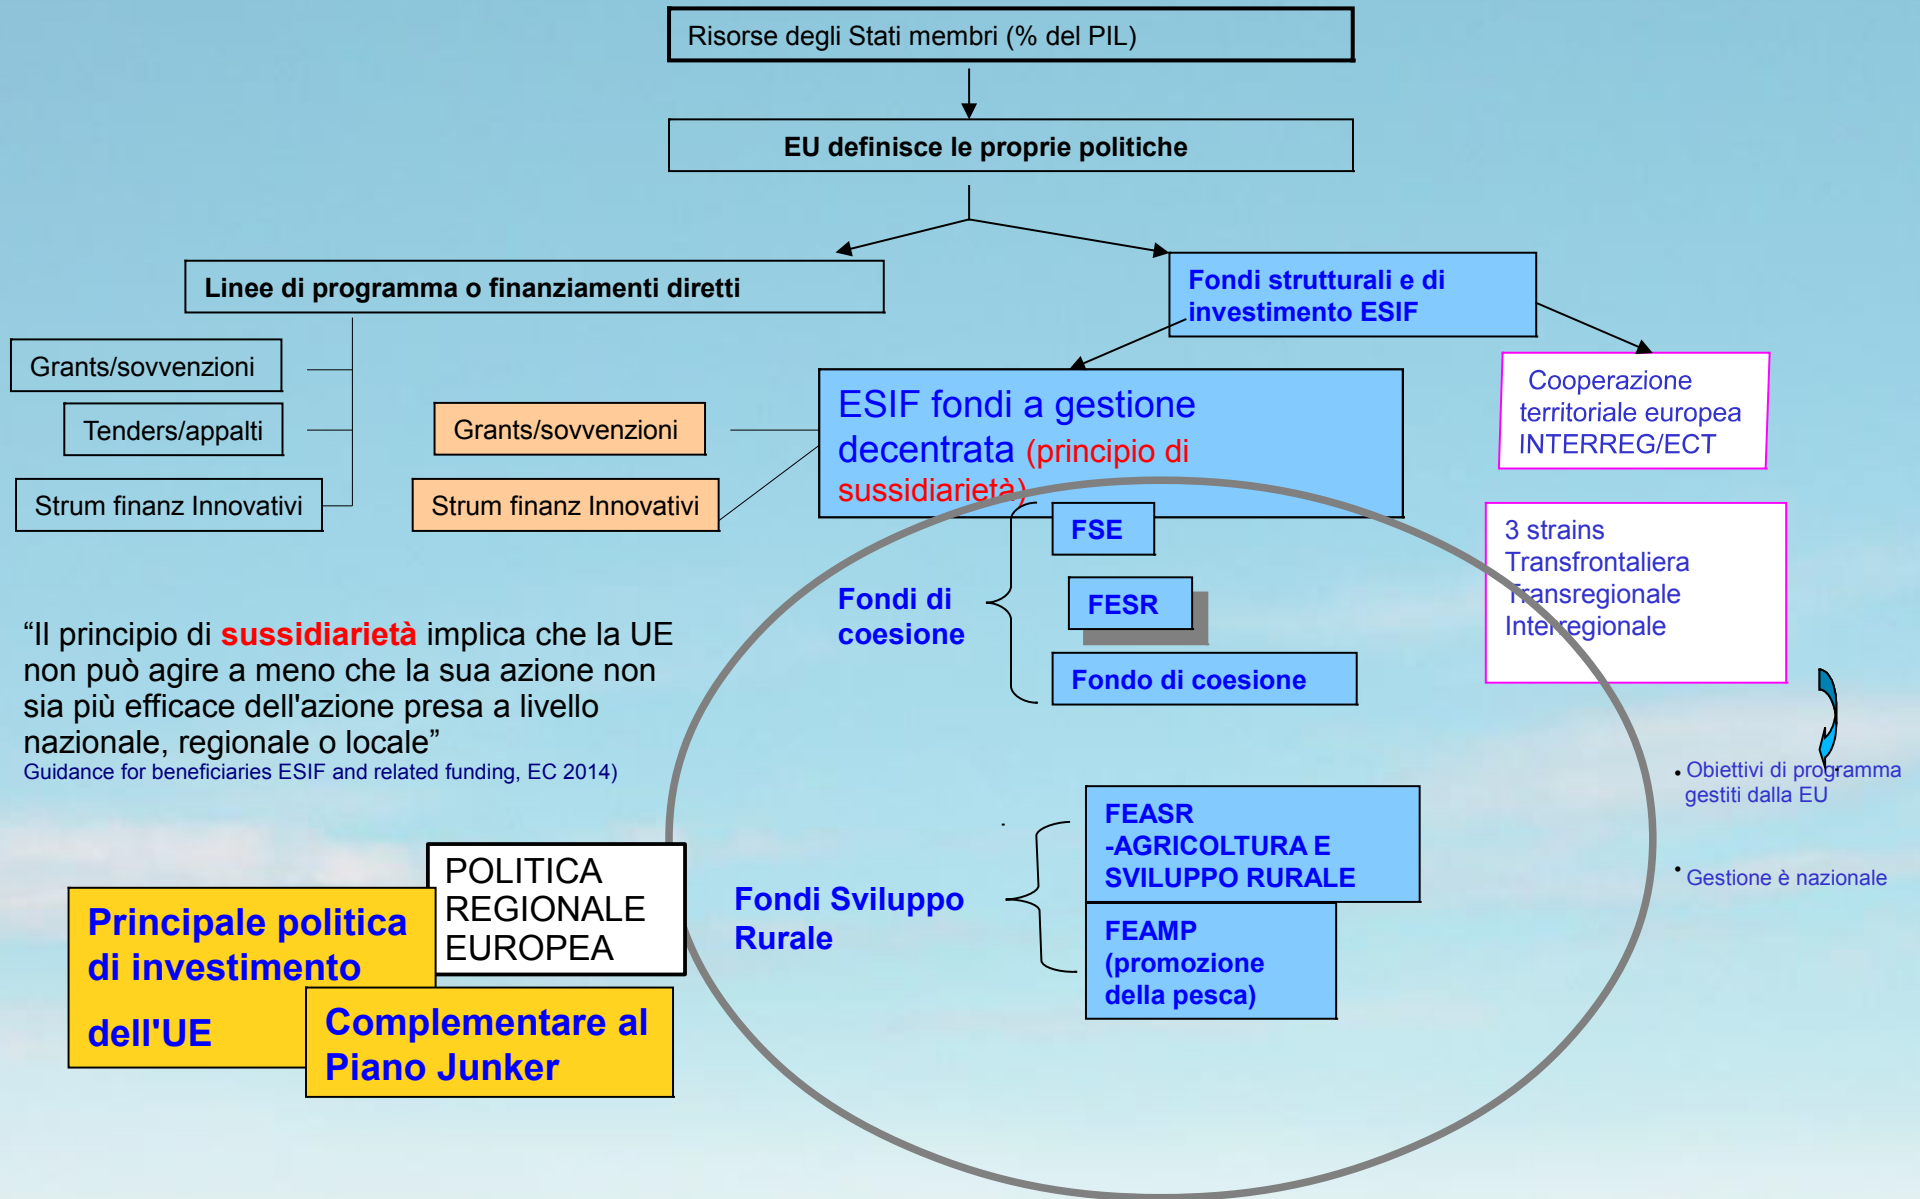 Risorse degli Stati membri (% del PIL)
EU definisce le proprie politiche
Linee di programma o finanziamenti diretti
Fondi strutturali e di
investimento ESIF
Grants/sovvenzioni
Tenders/appalti
Strum finanz Innovativi
Grants/sovvenzioni
Strum finanz Innovativi
ESIF fondi a gestione
decentrata (principio di
sussidiarietà)
Cooperazione
territoriale europea
INTERREG/ECT
3 strains
Transfrontaliera
Transregionale
Interregionale
Fondi di
coesione
FSE
FESR
Fondo di coesione
“Il principio di sussidiarietà implica che la UE
non può agire a meno che la sua azione non
sia più efficace dell'azione presa a livello
nazionale, regionale o locale”
Guidance for beneficiaries ESIF and related funding, EC 2014)
• Obiettivi di programma
gestiti dalla EU
• Gestione è nazionale
Fondi Sviluppo
Rurale
FEASR
-AGRICOLTURA E
SVILUPPO RURALE
FEAMP
(promozione
della pesca)
POLITICA
REGIONALE
EUROPEA
Principale politica
di investimento
dell'UE
Complementare al
Piano Junker